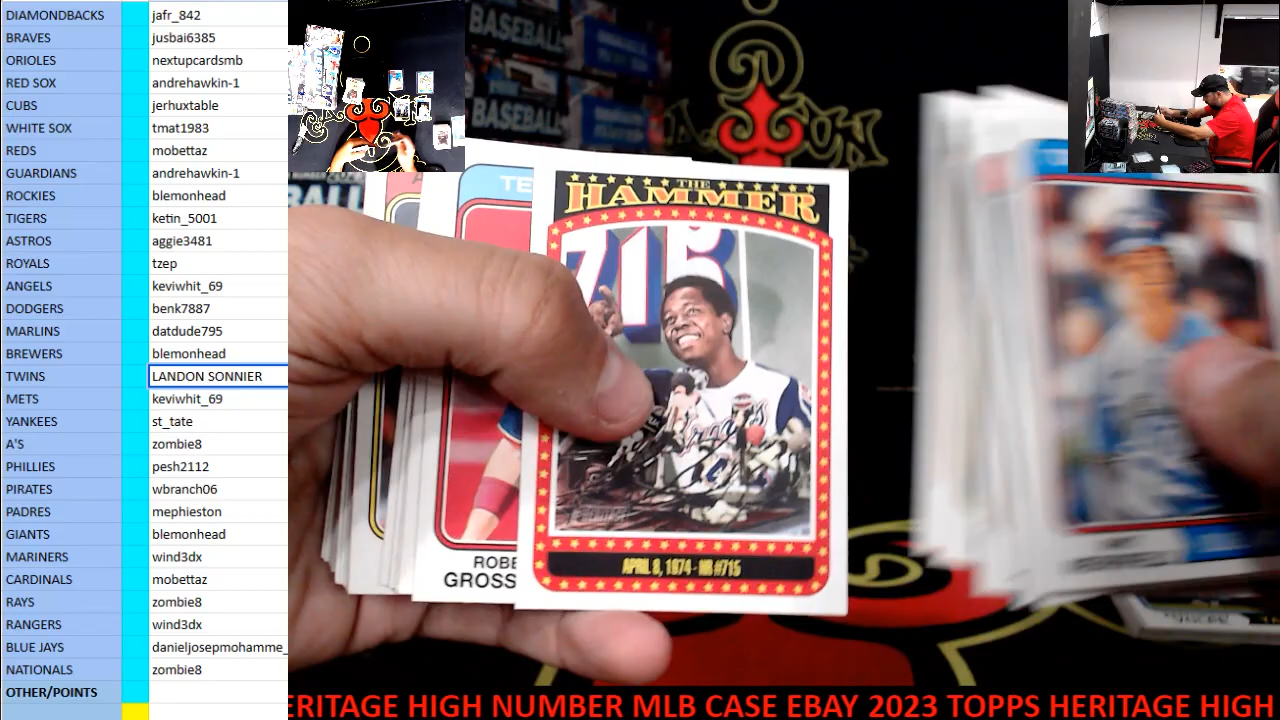 DIAMONDBACKS jafr_842
BRAVES jusbai6385
ORIOLES nextupcardsmb
RED SOX andrehawkin-1
CUBS jerhuxtable
WHITE SOX tmat1983
REDS mobettaz
GUARDIANS andrehawkin-1
ROCKIES blemonhead
TIGERS ketin_5001
ASTROS aggie3481
ROYALS tzep
ANGELS keviwhit_69
DODGERS benk7887
MARLINS datdude795
BREWERS blemonhead
TWINS LANDON SONNIER
METS keviwhit_69
YANKEES st_tate
A'S zombie8
PHILLIES pesh2112
PIRATES wbranch06
PADRES mephieston
GIANTS blemonhead
MARINERS wind3dx
CARDINALS mobettaz
RAYS zombie8
RANGERS wind3dx
BLUE JAYS danieljosepmohamme_
NATIONALS zombie8
OTHER/POINTS
BASEBALL
BASEBALL
TE
THE
HAMMER
715
Braves
APRIL 8, 1974 - HR #715
ROBE
GROSS
ERITAGE HIGH NUMBER MLB CASE EBAY 2023 TOPPS HERITAGE HIGH